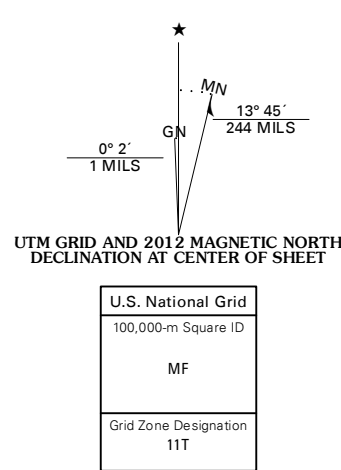 ★
MN
GN
13° 45´
244 MILS
0° 2´
1 MILS
UTM GRID AND 2012 MAGNETIC NORTH
DECLINATION AT CENTER OF SHEET
U.S. National Grid
100,000-m Square ID
MF
Grid Zone Designation
11T